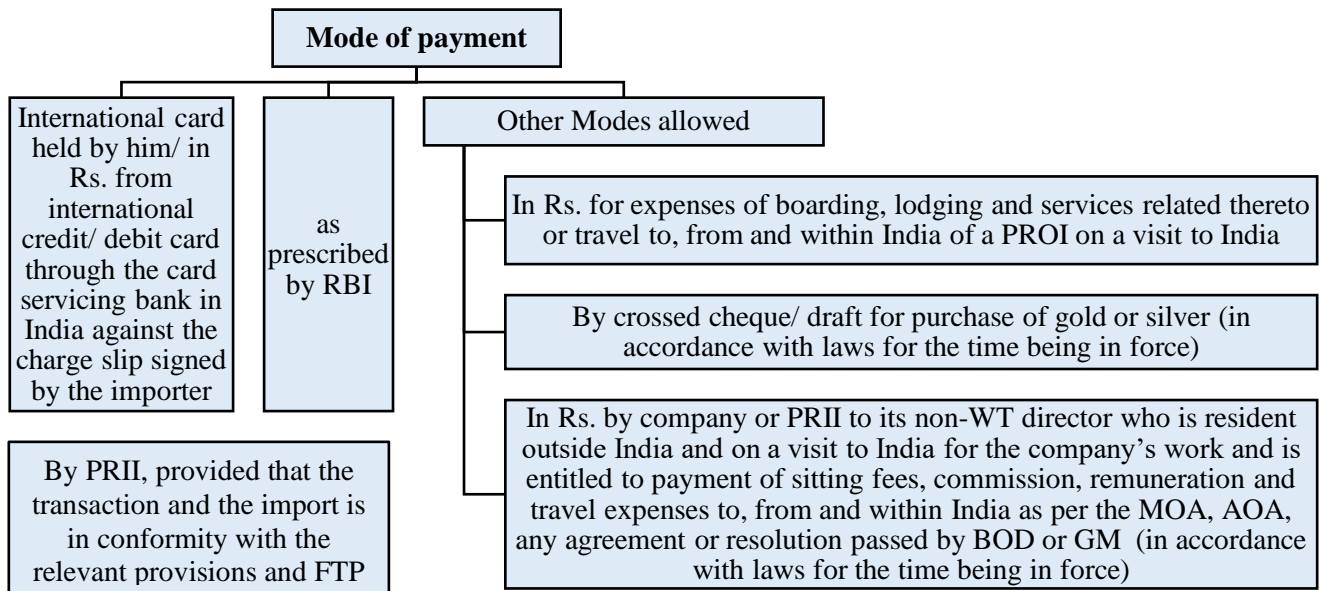 Mode of payment
International card
held by him/ in
Rs. from
international
credit/ debit card
through the card
servicing bank in
India against the
charge slip signed
by the importer
as
prescribed
by RBI
Other Modes allowed
In Rs. for expenses of boarding, lodging and services related thereto
or travel to, from and within India of a PROI on a visit to India
By crossed cheque/ draft for purchase of gold or silver (in
accordance with laws for the time being in force)
In Rs. by company or PRII to its non-WT director who is resident
outside India and on a visit to India for the company’s work and is
entitled to payment of sitting fees, commission, remuneration and
travel expenses to, from and within India as per the MOA, AOA,
any agreement or resolution passed by BOD or GM (in accordance
with laws for the time being in force)
By PRII, provided that the
transaction and the import is
in conformity with the
relevant provisions and FTP